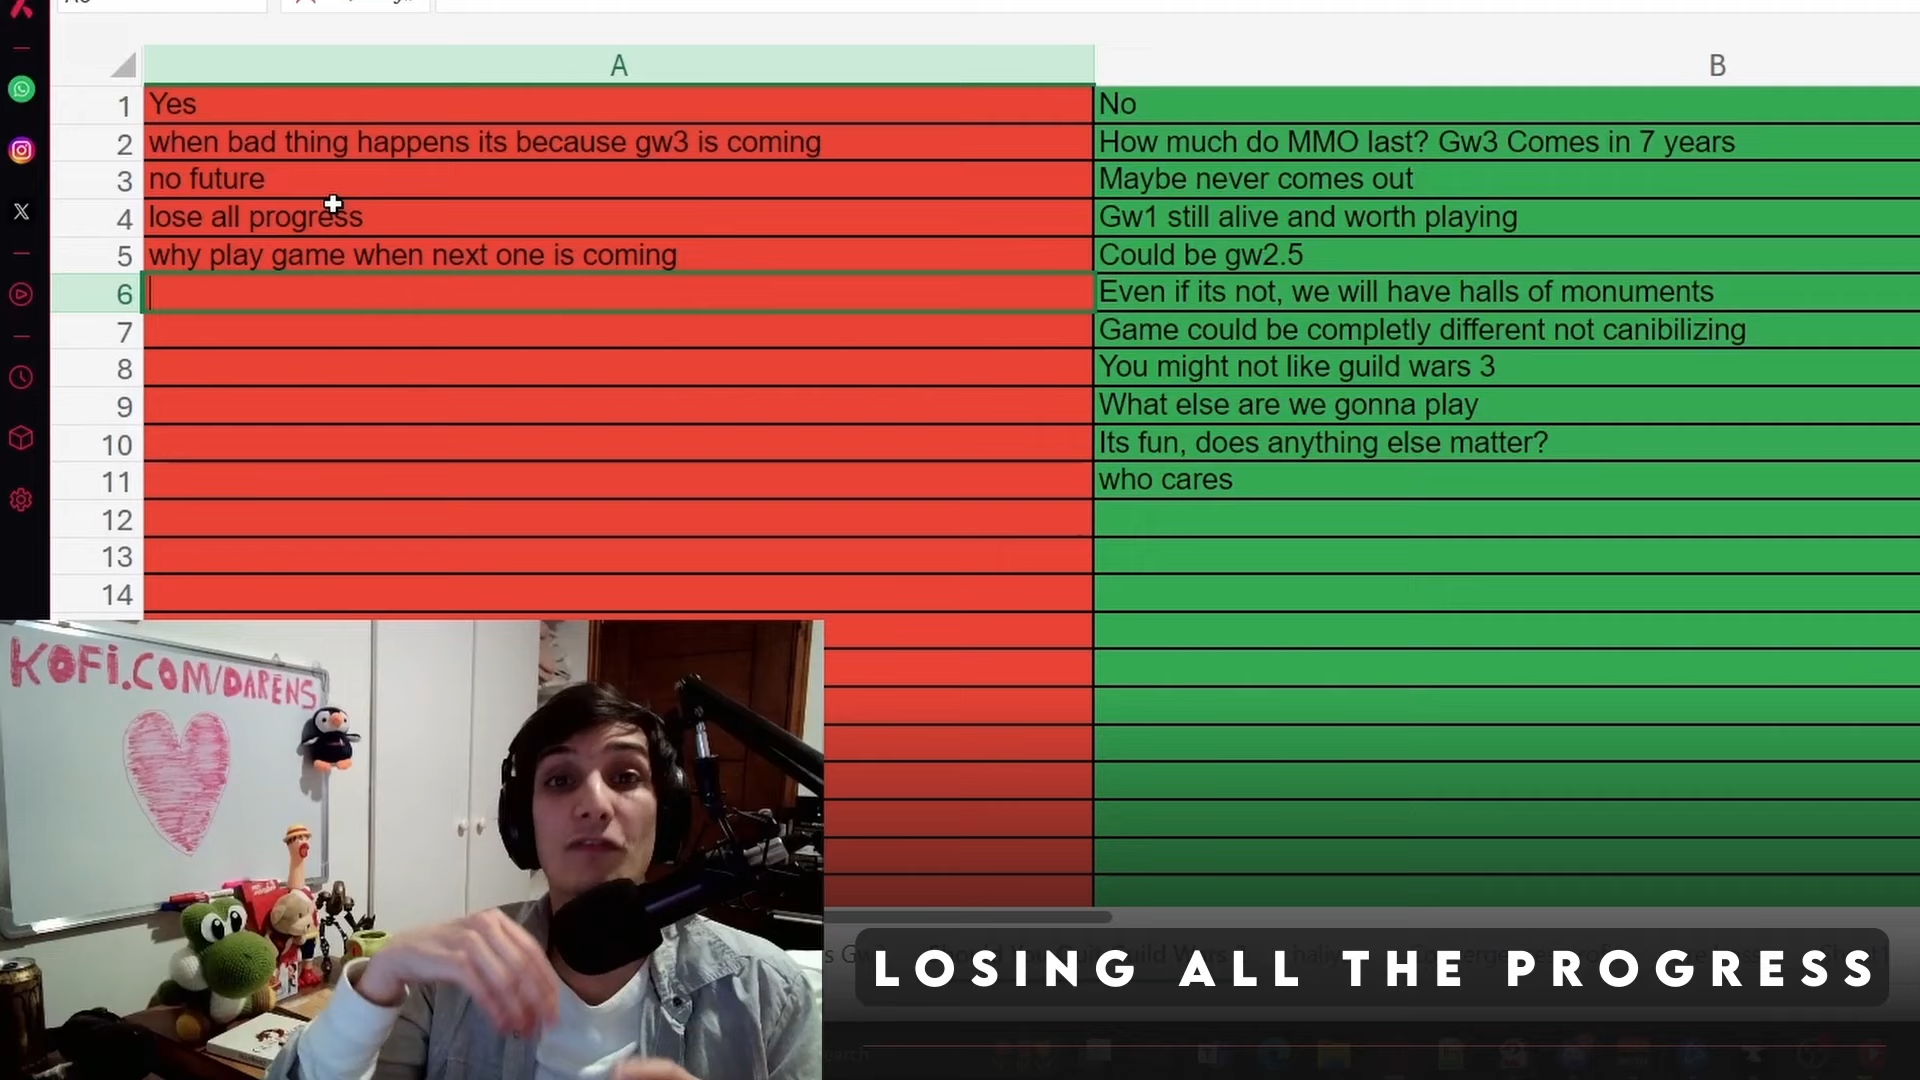 A
B
1
Yes
No
2
when bad thing happens its because gw3 is coming
How much do MMO last? Gw3 Comes in 7 years
3
no future
Maybe never comes out
4
lose all progress
Gw1 still alive and worth playing
5
why play game when next one is coming
Could be gw2.5
6
Even if its not, we will have halls of monuments
7
Game could be completly different not canibilizing
8
You might not like guild wars 3
9
What else are we gonna play
10
Its fun, does anything else matter?
11
who cares
12
13
14
KOFI.COM/DARENS
LOSING ALL THE PROGRESS